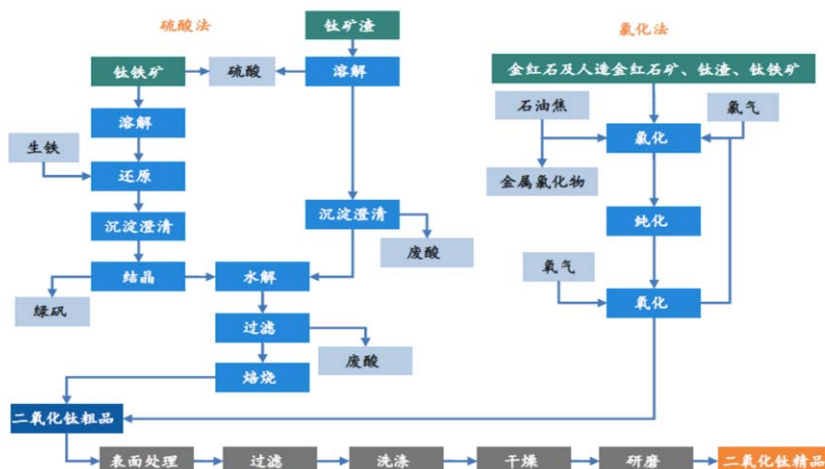 硫酸法
钛矿渣
氯化法
钛铁矿
硫酸
溶解
金红石及人造金红石矿、钛渣、钛铁矿
溶解
石油焦
氯气
生铁
氯化
还原
金属氯化物
沉淀澄清
沉淀澄清
纯化
废酸
结晶
水解
氧气
绿矾
氧化
过滤
废酸
焙烧
二氧化钛粗品
表面处理
过滤
洗涤
干燥
研磨
二氧化钛精品